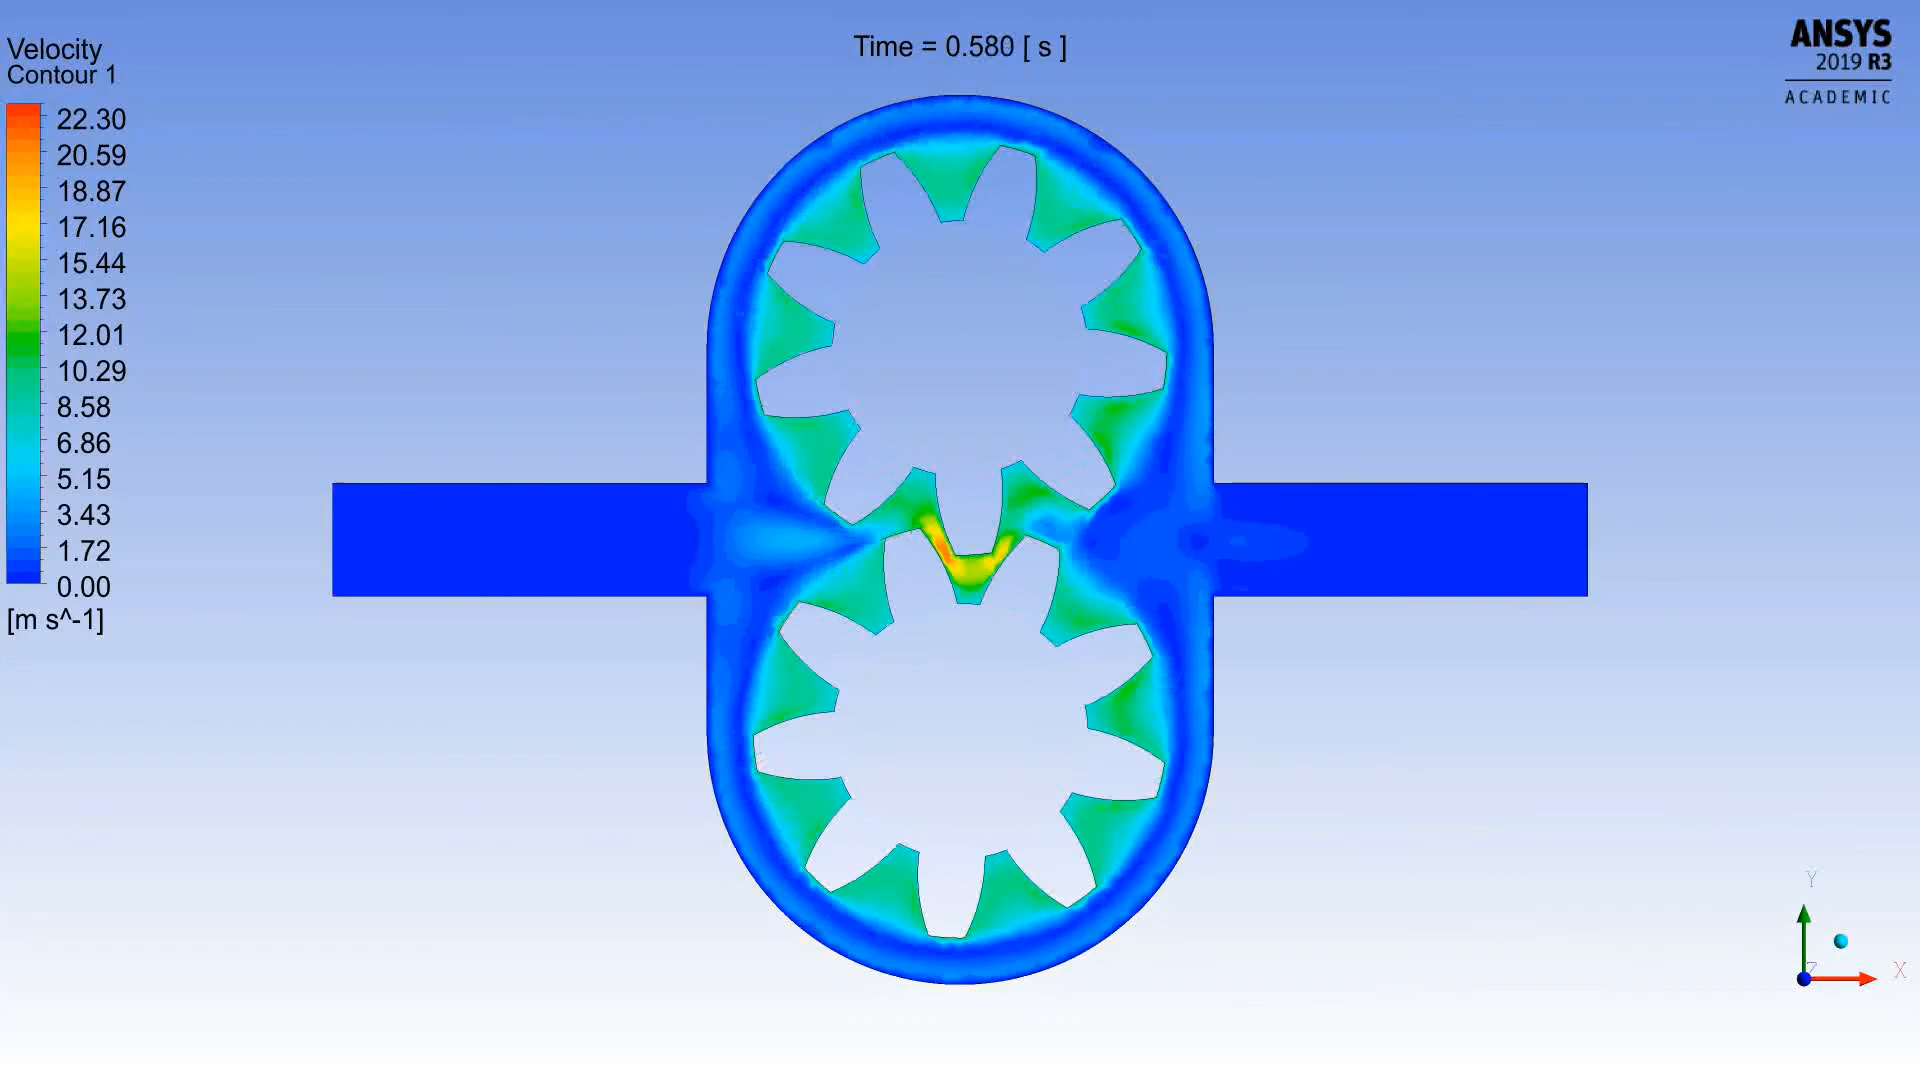 Velocity
Contour 1
22.30
20.59
18.87
17.16
15.44
13.73
12.01
10.29
8.58
6.86
5.15
3.43
1.72
0.00
[m s^-1]
Time = 0.580 [ s ]
ANSYS
2019 R3
ACADEMIC
Y
Z
X